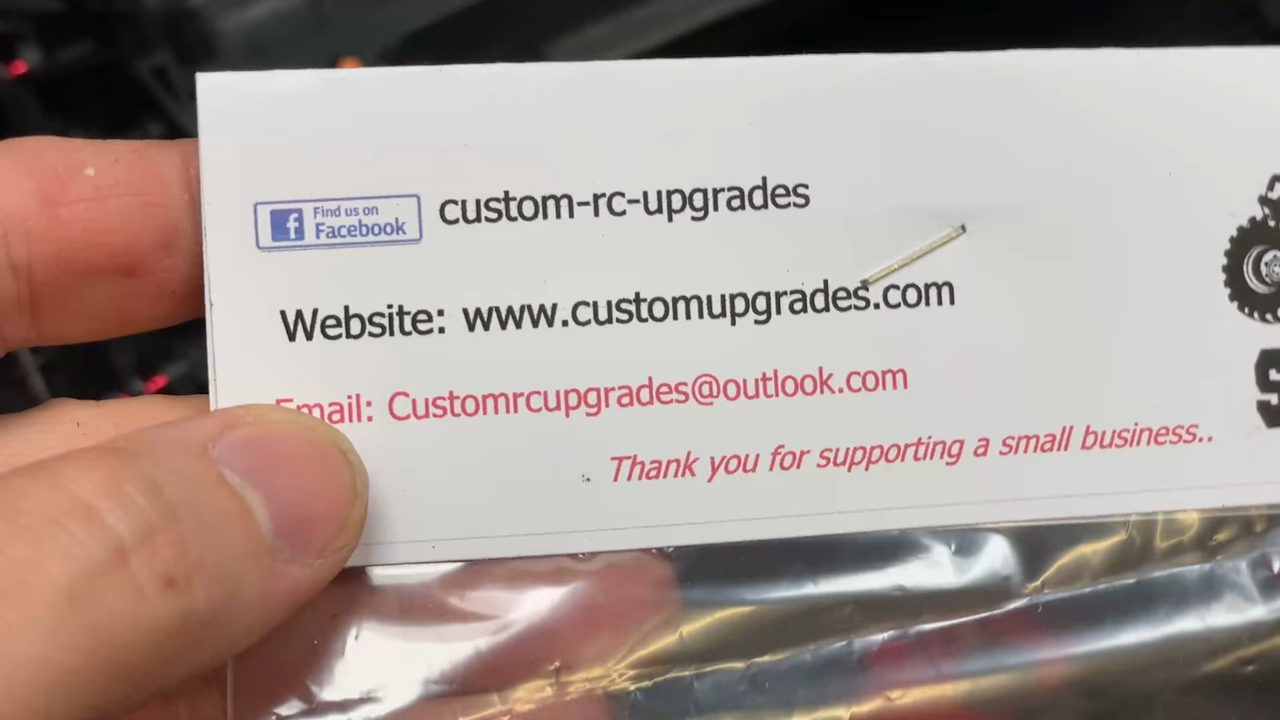 Find us on
Facebook
custom-rc-upgrades
Website: www.customupgrades.com
Email: Customrcupgrades@outlook.com
Thank you for supporting a small business..
S